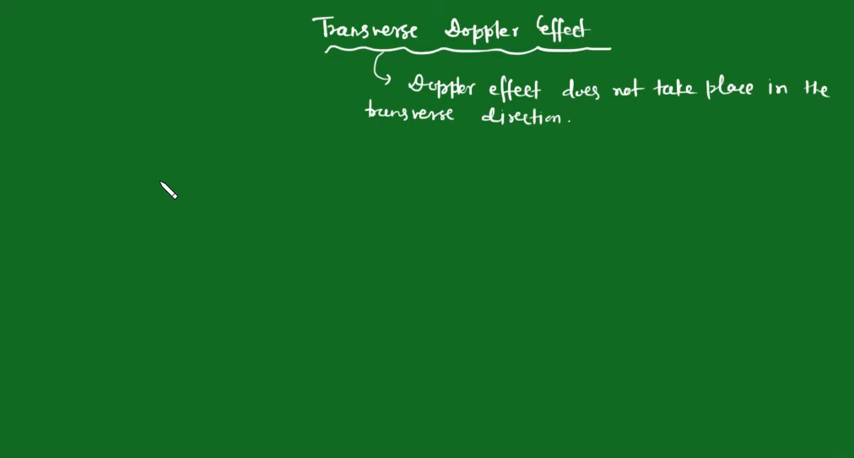 Transverse Doppler Effect
Doppler effect does not take place in the
transverse direction.